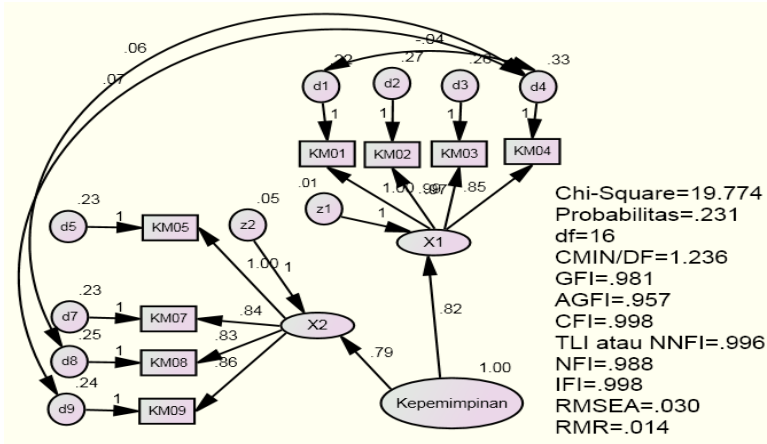 .06
.07
-.04
.22
.27
.26
.33
d1
d2
d3
d4
1
1
1
1
KM01
KM02
KM03
KM04
1.00
.99
.97
.85
.01
z1
1
X1
.23
d5
1
KM05
.05
z2
1
1.00
.84
.83
.86
X2
.23
d7
1
KM07
.25
d8
1
KM08
.24
d9
1
KM09
.82
.79
1.00
Kepemimpinan
Chi-Square=19.774
Probabilitas=.231
df=16
CMIN/DF=1.236
GFI=.981
AGFI=.957
CFI=.998
TLI atau NNFI=.996
NFI=.988
IFI=.998
RMSEA=.030
RMR=.014